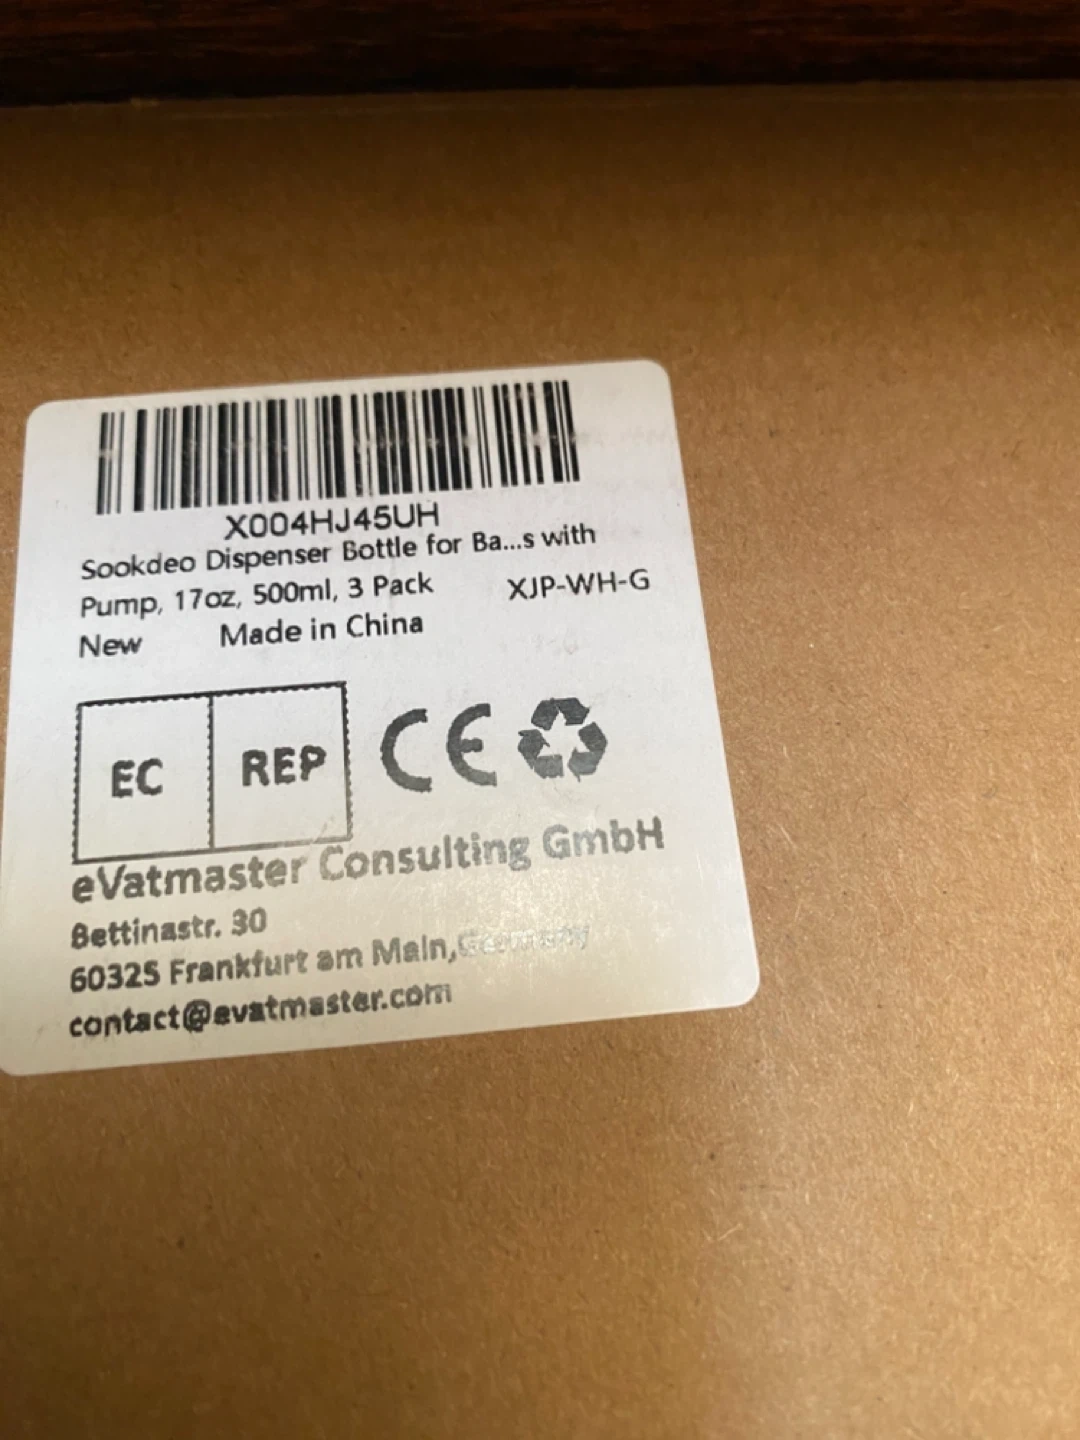 X004HJ45UH
Sookdeo Dispenser Bottle for Ba...s with
Pump, 17oz, 500ml, 3 Pack XJP-WH-G
New Made in China
EC REP CE
eVatmaster Consulting GmbH
Bettinastr. 30
60325 Frankfurt am Main,Germany
contact@evatmaster.com